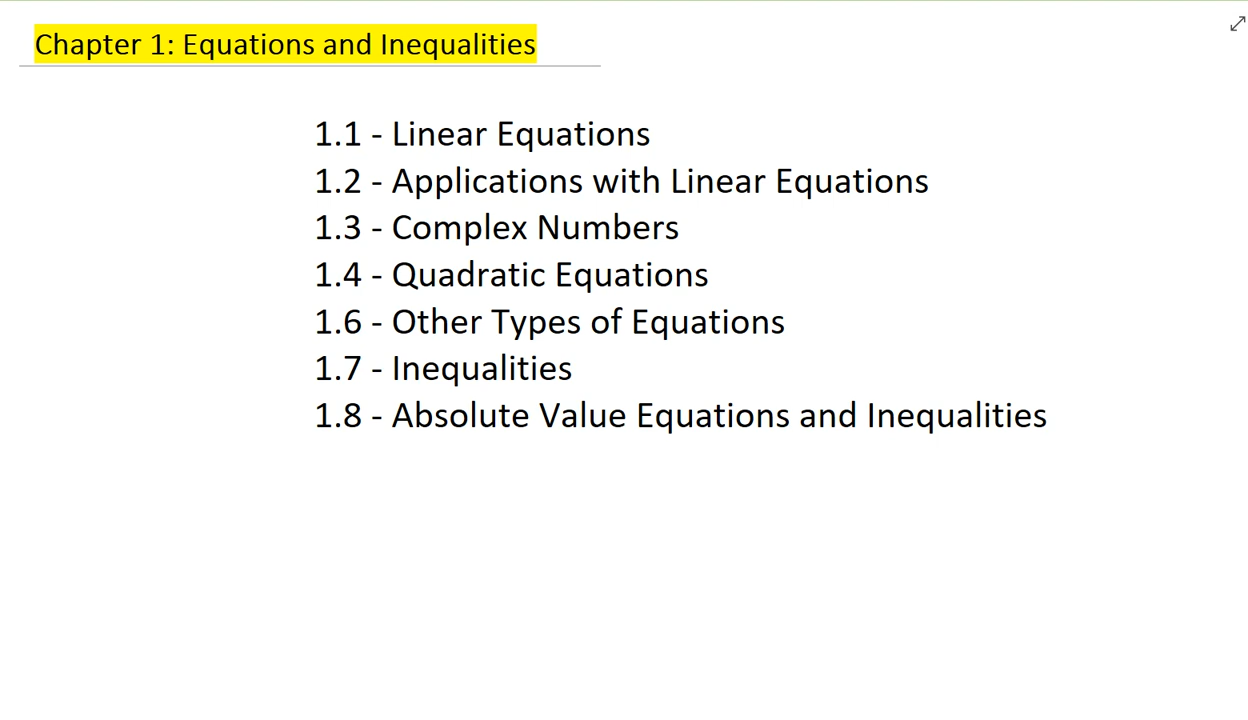 Chapter 1: Equations and Inequalities
1.1 - Linear Equations
1.2 - Applications with Linear Equations
1.3 - Complex Numbers
1.4 - Quadratic Equations
1.6 - Other Types of Equations
1.7 - Inequalities
1.8 - Absolute Value Equations and Inequalities